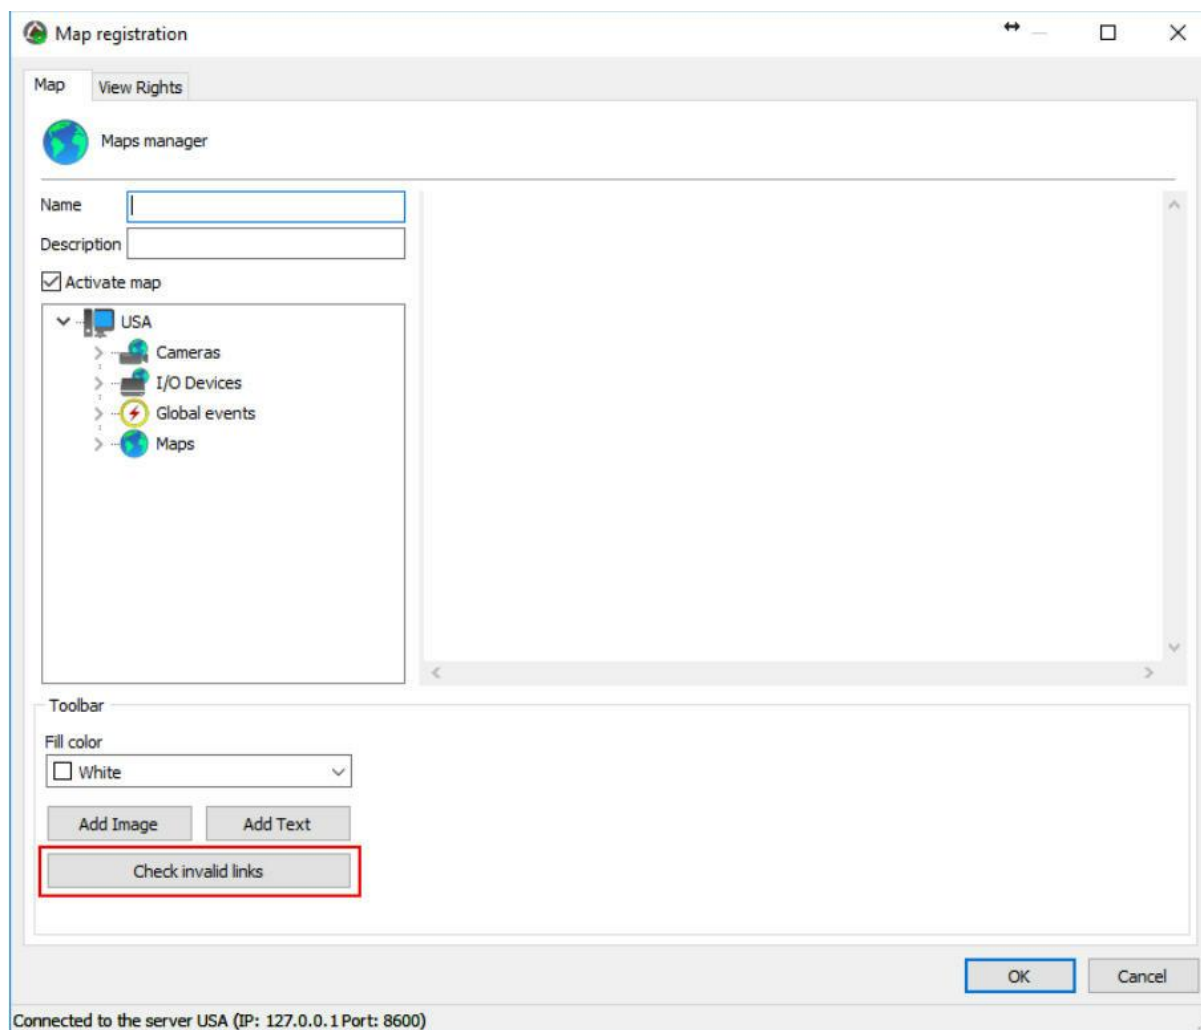 Map registration
Map View Rights
Maps manager
Name
Description
Activate map
USA
Cameras
I/O Devices
Global events
Maps
Toolbar
Fill color
White
Add Image Add Text
Check invalid links
OK Cancel
Connected to the server USA (IP: 127.0.0.1 Port: 8600)